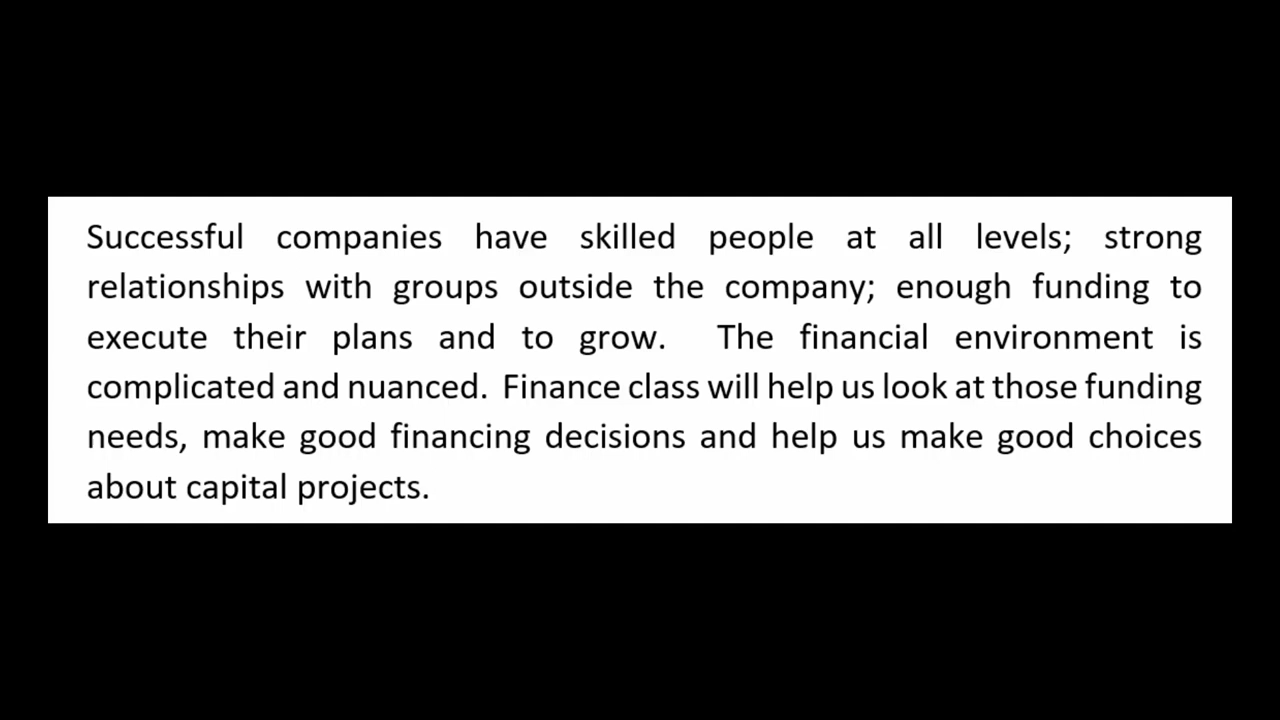 Successful companies have skilled people at all levels; strong
relationships with groups outside the company; enough funding to
execute their plans and to grow.  The financial environment is
complicated and nuanced.  Finance class will help us look at those funding
needs, make good financing decisions and help us make good choices
about capital projects.